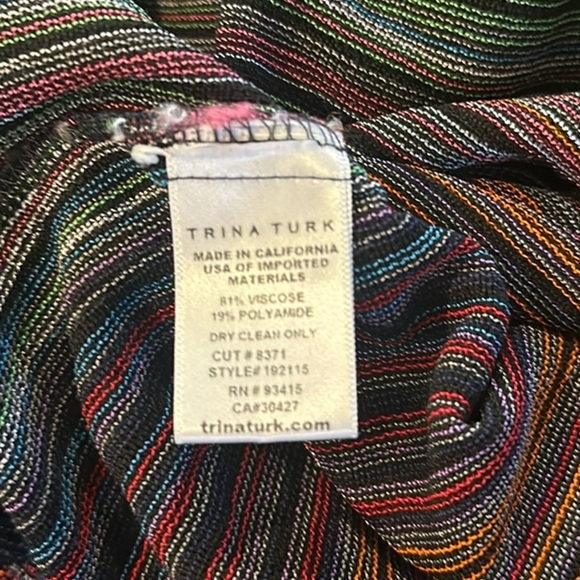 TRINA TURK
MADE IN CALIFORNIA
USA OF IMPORTED
MATERIALS
81% VISCOSE
19% POLYAMIDE
DRY CLEAN ONLY
CUT # 8371
STYLE# 192115
RN # 93415
CA#30427
trinaturk.com